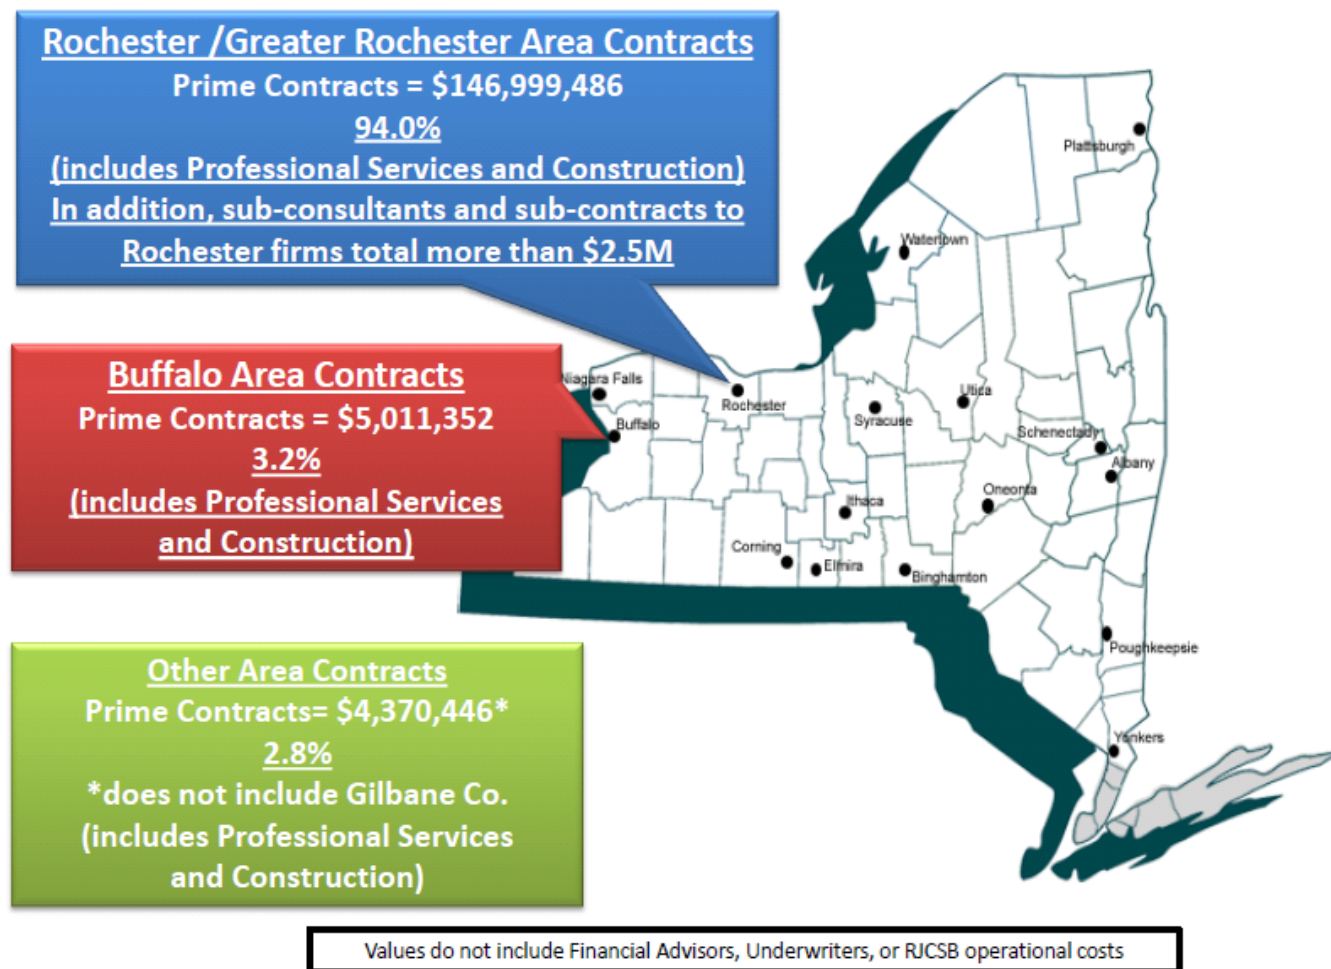 Rochester /Greater Rochester Area Contracts
Prime Contracts = $146,999,486
94.0%
(includes Professional Services and Construction)
In addition, sub-consultants and sub-contracts to
Rochester firms total more than $2.5M
Plattsburgh
Watertown
Buffalo Area Contracts
Prime Contracts = $5,011,352
3.2%
(includes Professional Services
and Construction)
Niagara Falls
Rochester
Buffalo
Syracuse
Utica
Schenectady
Albany
Ithaca
Oneonta
Corning
Elmira
Binghamton
Poughkeepsie
Yonkers
Other Area Contracts
Prime Contracts= $4,370,446*
2.8%
*does not include Gilbane Co.
(includes Professional Services
and Construction)
Values do not include Financial Advisors, Underwriters, or RJCSB operational costs